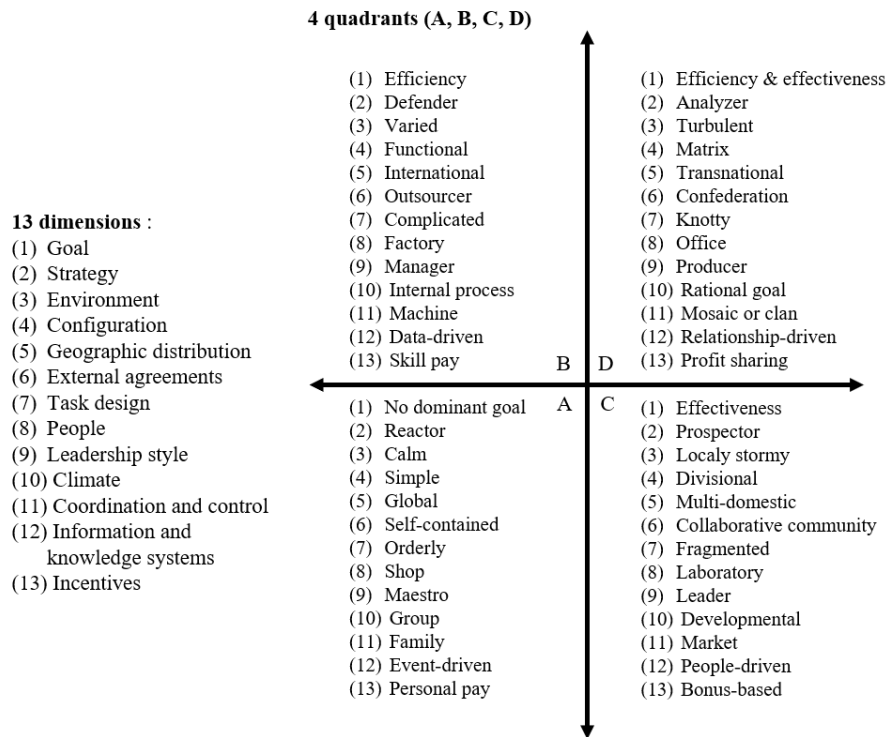 4 quadrants (A, B, C, D)
13 dimensions :
(1) Goal
(2) Strategy
(3) Environment
(4) Configuration
(5) Geographic distribution
(6) External agreements
(7) Task design
(8) People
(9) Leadership style
(10) Climate
(11) Coordination and control
(12) Information and
knowledge systems
(13) Incentives
(1) Efficiency
(2) Defender
(3) Varied
(4) Functional
(5) International
(6) Outsourcer
(7) Complicated
(8) Factory
(9) Manager
(10) Internal process
(11) Machine
(12) Data-driven
(13) Skill pay
B
(1) Efficiency & effectiveness
(2) Analyzer
(3) Turbulent
(4) Matrix
(5) Transnational
(6) Confederation
(7) Knotty
(8) Office
(9) Producer
(10) Rational goal
(11) Mosaic or clan
(12) Relationship-driven
(13) Profit sharing
D
(1) No dominant goal
(2) Reactor
(3) Calm
(4) Simple
(5) Global
(6) Self-contained
(7) Orderly
(8) Shop
(9) Maestro
(10) Group
(11) Family
(12) Event-driven
(13) Personal pay
A
(1) Effectiveness
(2) Prospector
(3) Localy stormy
(4) Divisional
(5) Multi-domestic
(6) Collaborative community
(7) Fragmented
(8) Laboratory
(9) Leader
(10) Developmental
(11) Market
(12) People-driven
(13) Bonus-based
C